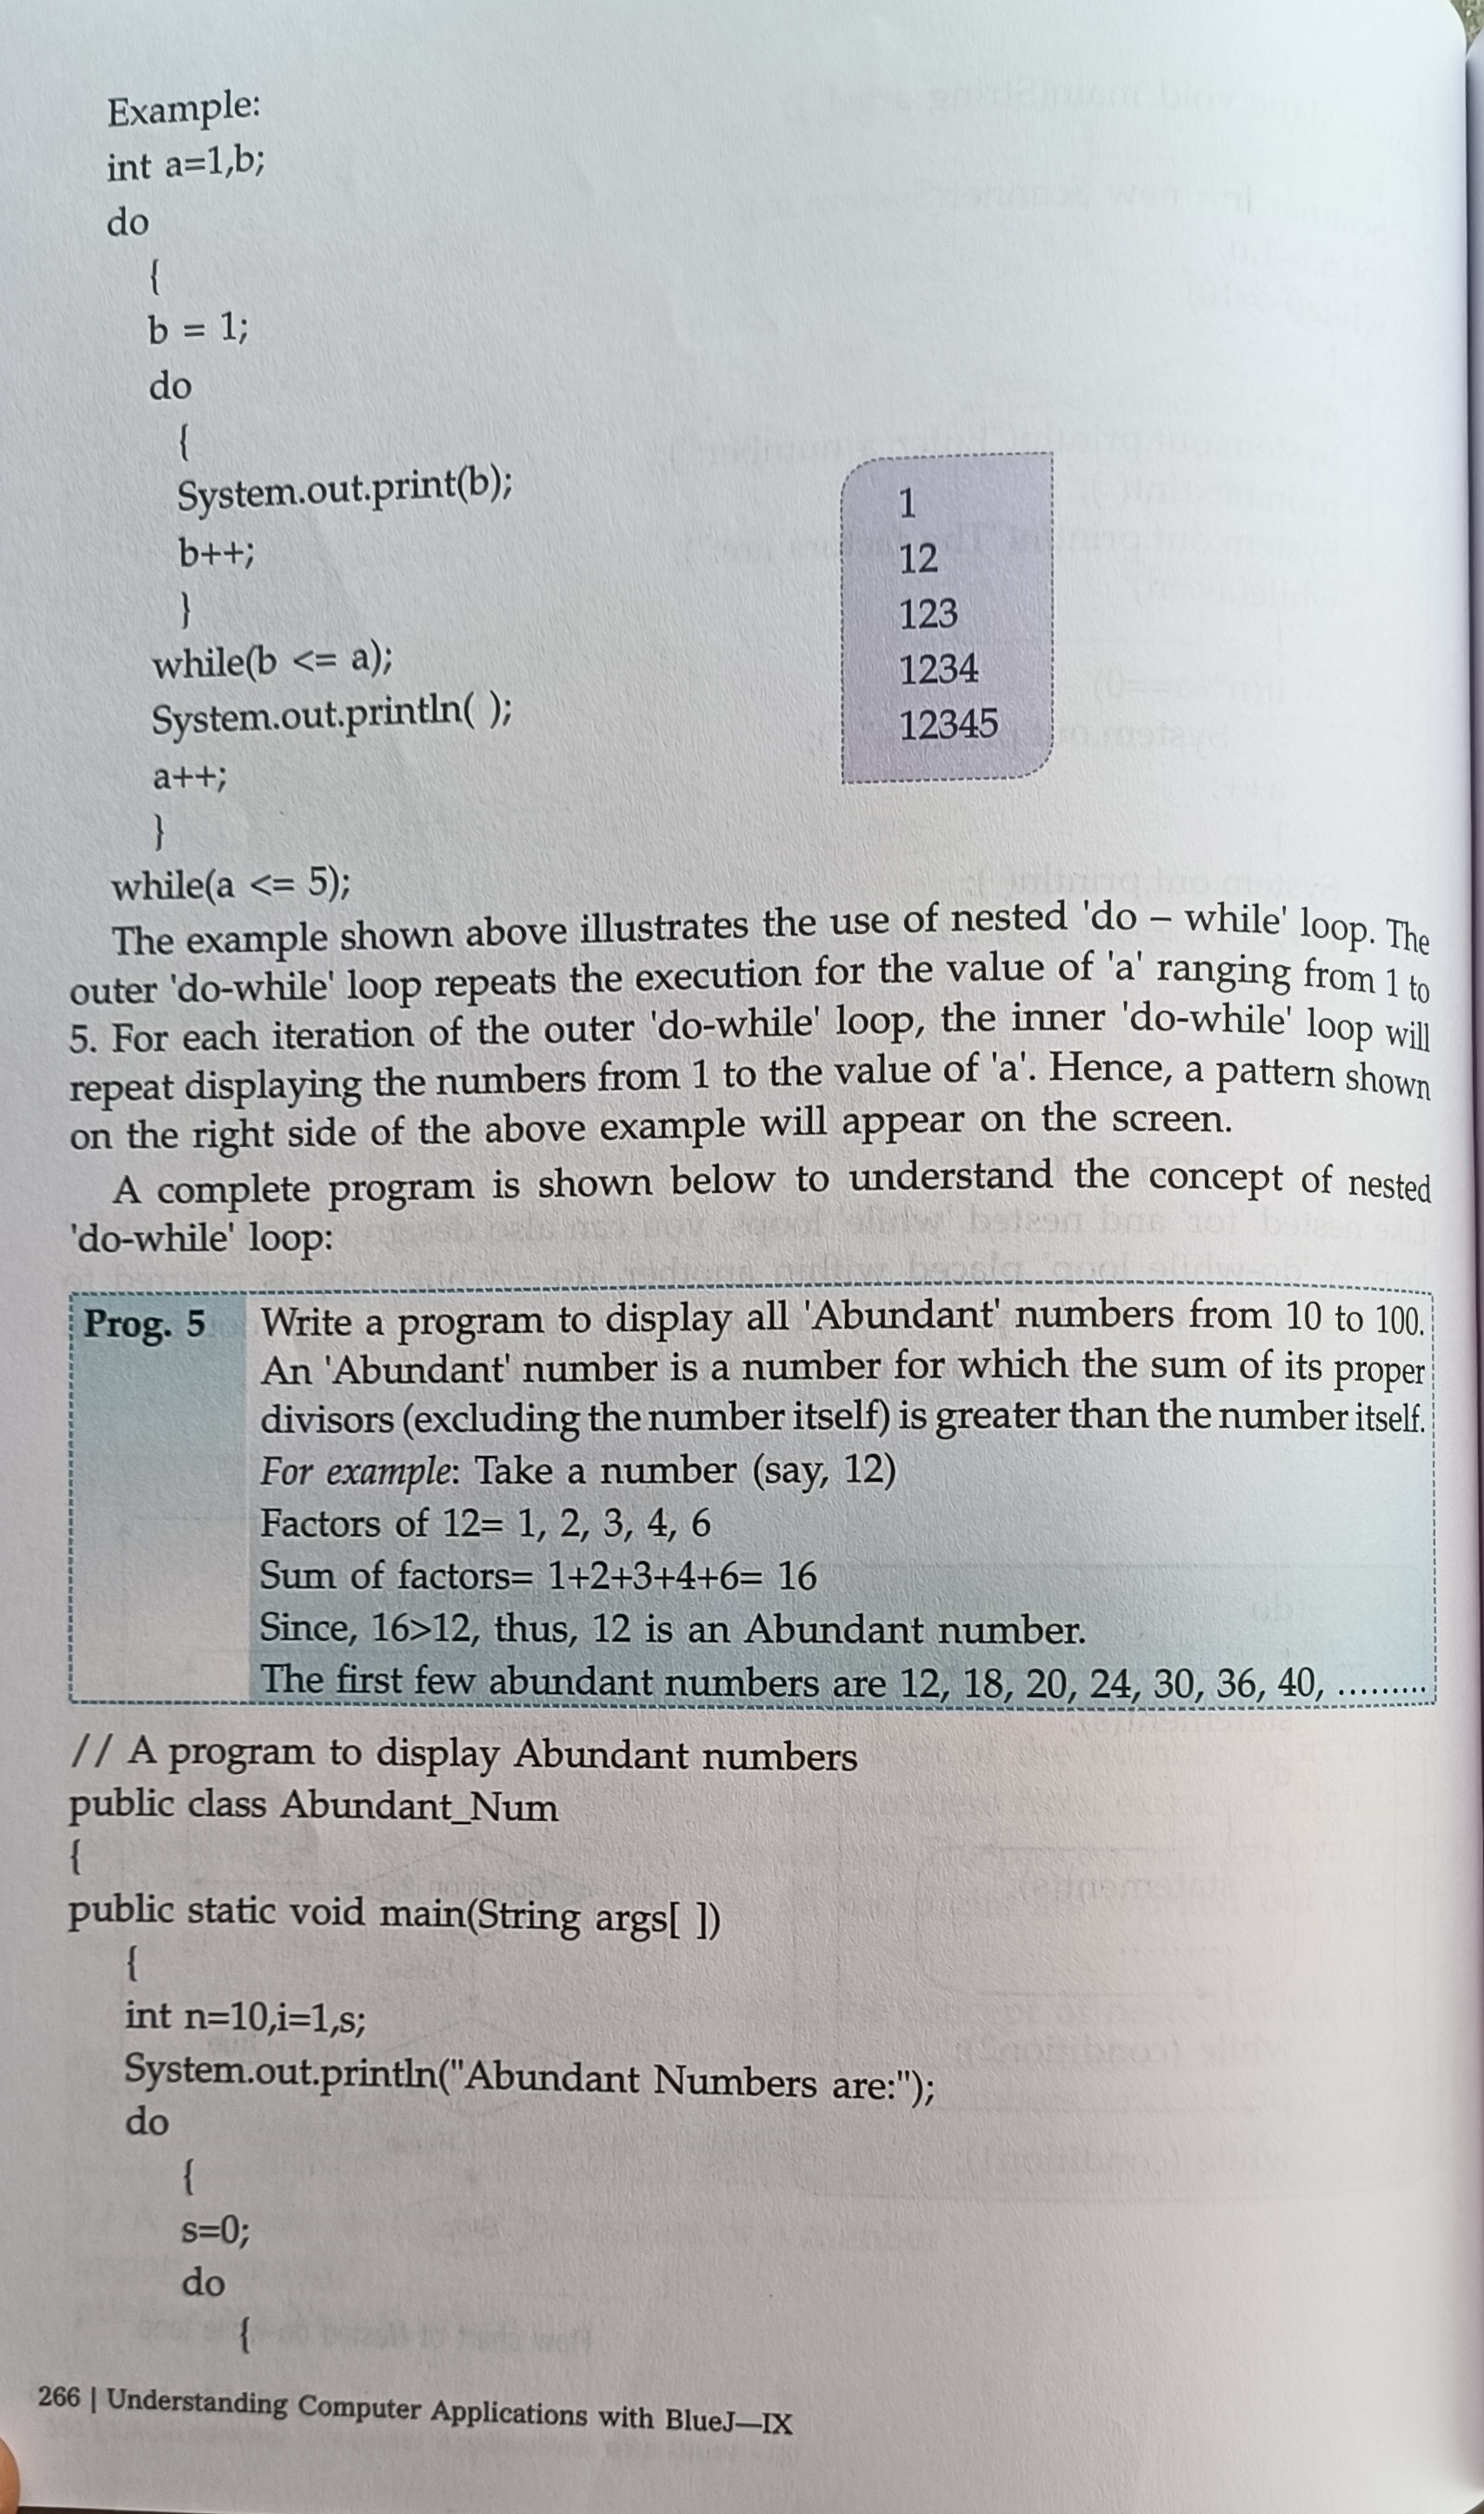 Example:
int a=1,b;
do
{
b = 1;
do
{
System.out.print(b);
b++;
}
while(b <= a);
System.out.println( );
a++;
}
while(a <= 5);
1
12
123
1234
12345
The example shown above illustrates the use of nested 'do – while' loop. The
outer 'do-while' loop repeats the execution for the value of 'a' ranging from 1 to
5. For each iteration of the outer 'do-while' loop, the inner 'do-while' loop will
repeat displaying the numbers from 1 to the value of 'a'. Hence, a pattern shown
on the right side of the above example will appear on the screen.
A complete program is shown below to understand the concept of nested
'do-while' loop:
Prog. 5 Write a program to display all 'Abundant' numbers from 10 to 100.
An 'Abundant' number is a number for which the sum of its proper
divisors (excluding the number itself) is greater than the number itself.
For example: Take a number (say, 12)
Factors of 12= 1, 2, 3, 4, 6
Sum of factors= 1+2+3+4+6= 16
Since, 16>12, thus, 12 is an Abundant number.
The first few abundant numbers are 12, 18, 20, 24, 30, 36, 40, .........
// A program to display Abundant numbers
public class Abundant_Num
{
public static void main(String args[ ])
{
int n=10,i=1,s;
System.out.println("Abundant Numbers are:");
do
{
s=0;
do
{
266 | Understanding Computer Applications with BlueJ—IX